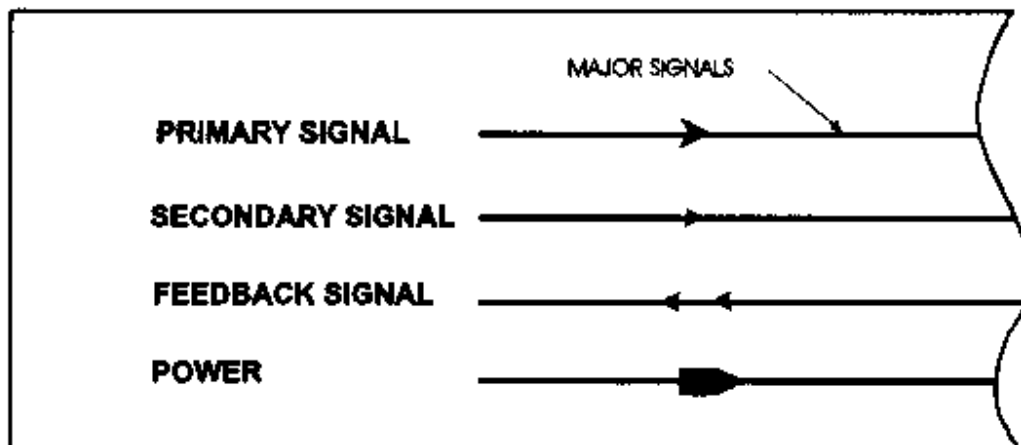 MAJOR SIGNALS
PRIMARY SIGNAL
SECONDARY SIGNAL
FEEDBACK SIGNAL
POWER